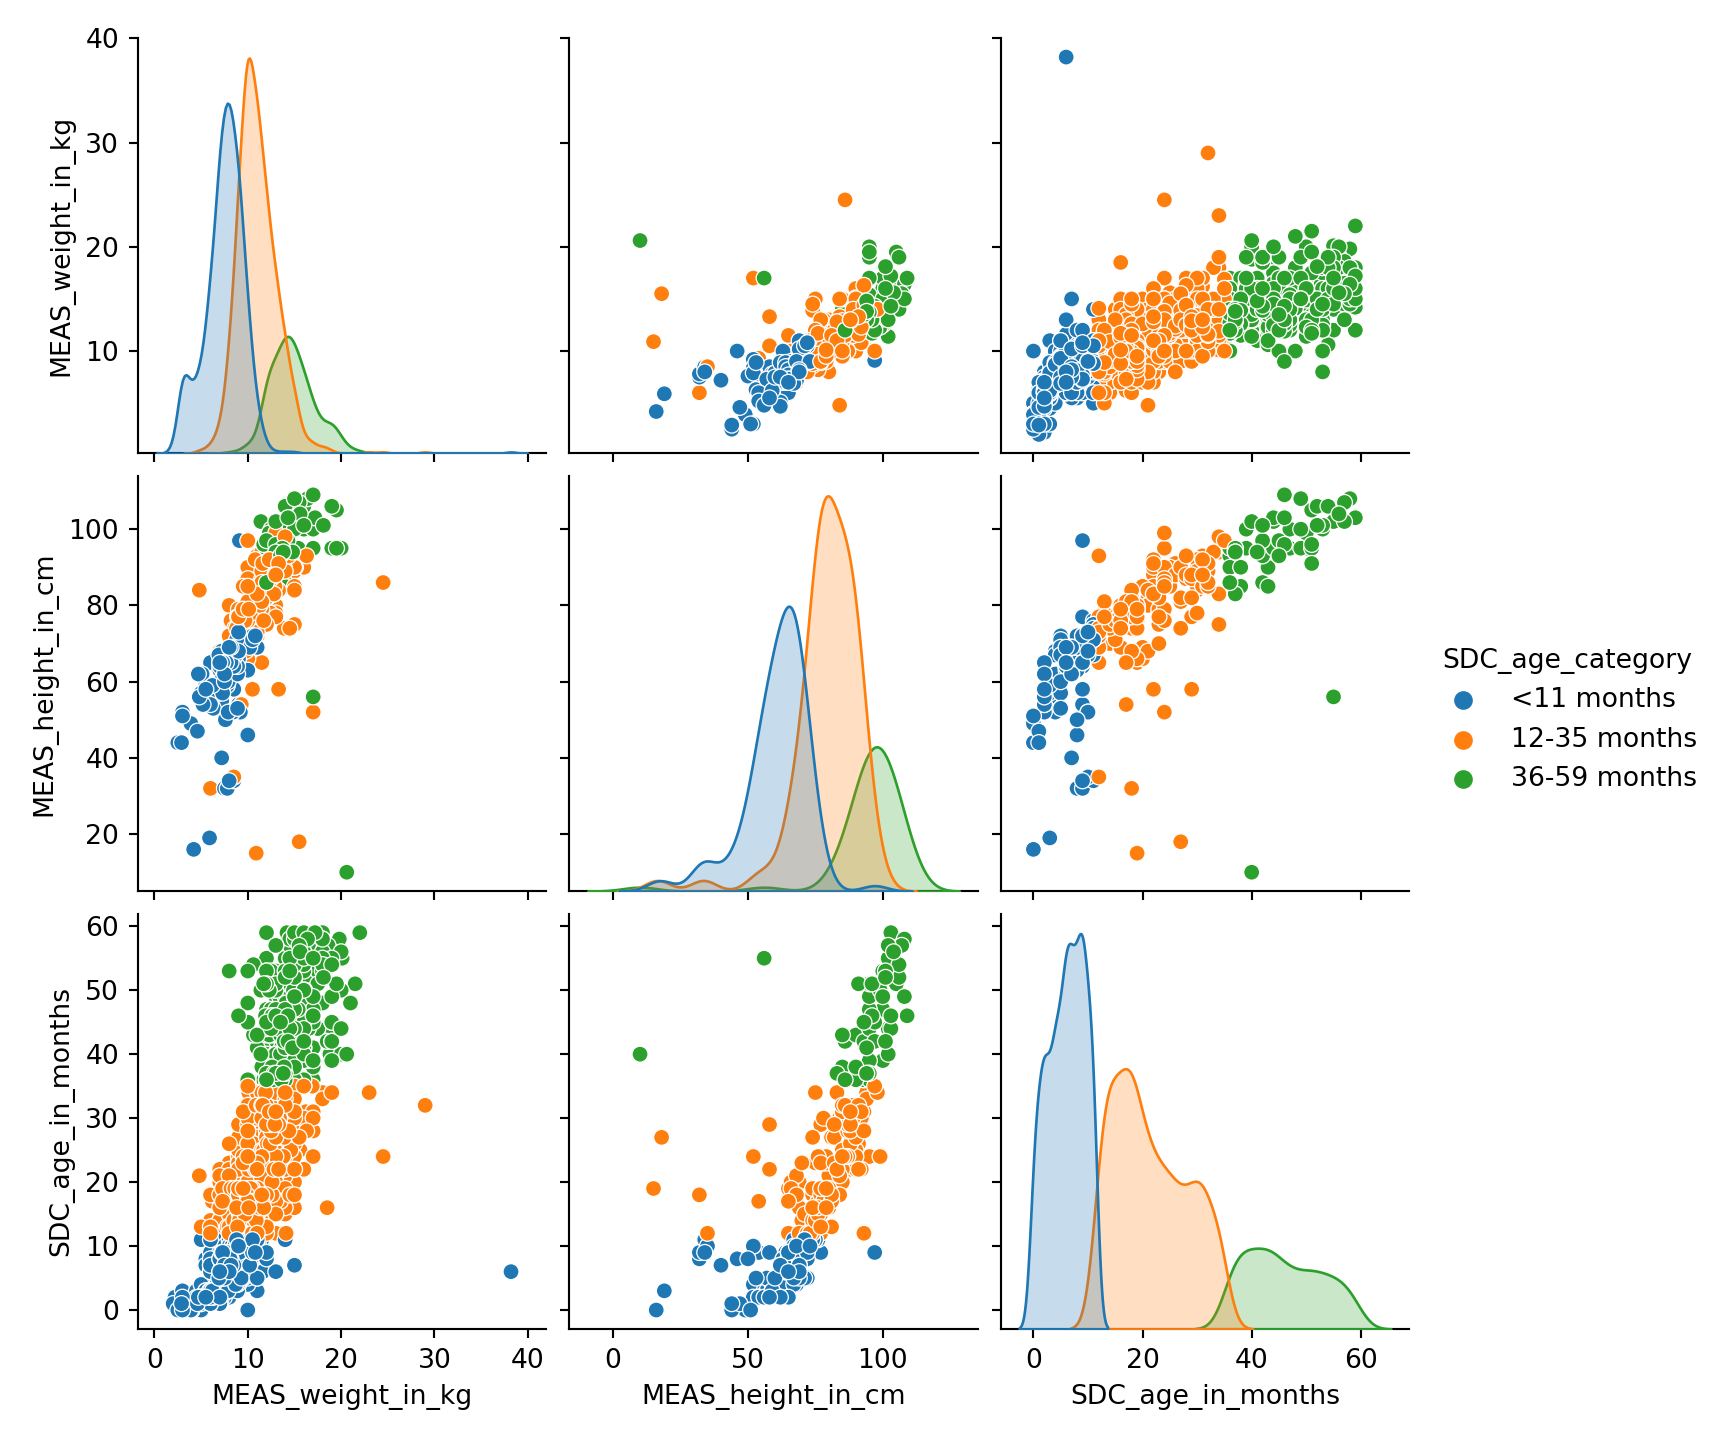 40
30
20
10
MEAS_weight_in_kg
100
80
60
40
20
MEAS_height_in_cm
SDC_age_category
<11 months
12-35 months
36-59 months
60
50
40
30
20
10
0
SDC_age_in_months
0 10 20 30 40
0 50 100
0 20 40 60
MEAS_weight_in_kg
MEAS_height_in_cm
SDC_age_in_months